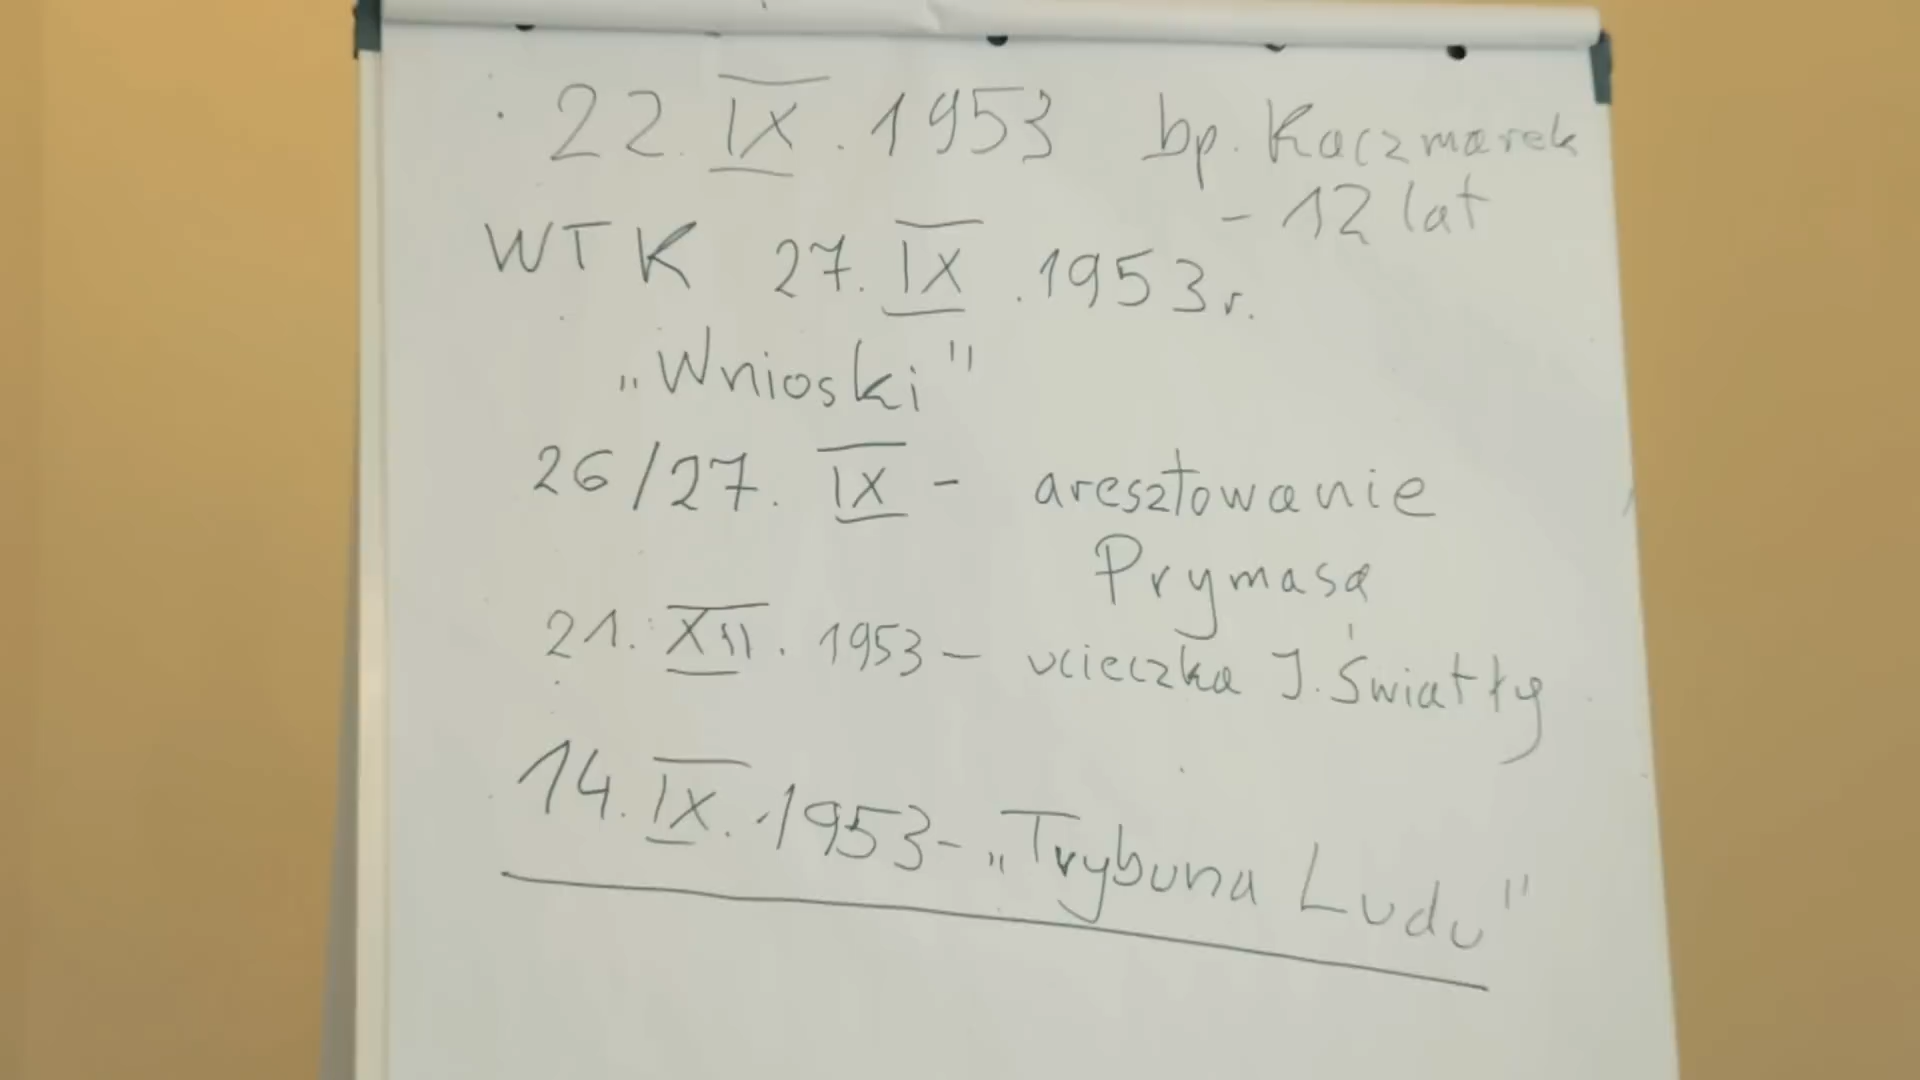 22. IX. 1953 bp. Kaczmarek
- 12 lat
WTK 27. IX. 1953 r.
„Wnioski"
26/27. IX - aresztowanie
Prymasa
21. XII. 1953 - ucieczka J. Światły
14. IX. 1953 - „Trybuna Ludu"